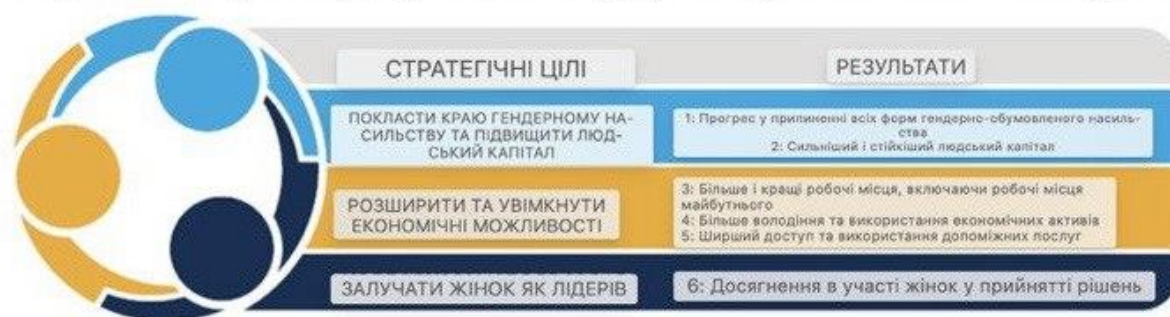 СТРАТЕГІЧНІ ЦІЛІ
РЕЗУЛЬТАТИ
ПОКЛАСТИ КРАЮ ГЕНДЕРНОМУ НА-
СИЛЬСТВУ ТА ПІДВИЩИТИ ЛЮД-
СЬКИЙ КАПІТАЛ
1: Прогрес у припиненні всіх форм гендерно-обумовленого насиль-
ства
2: Сильніший і стійкіший людський капітал
РОЗШИРИТИ ТА УВІМКНУТИ
ЕКОНОМІЧНІ МОЖЛИВОСТІ
3: Більше і кращі робочі місця, включаючи робочі місця
майбутнього
4: Більше володіння та використання економічних активів
5: Ширший доступ та використання допоміжних послуг
ЗАЛУЧАТИ ЖІНОК ЯК ЛІДЕРІВ
6: Досягнення в участі жінок у прийнятті рішень